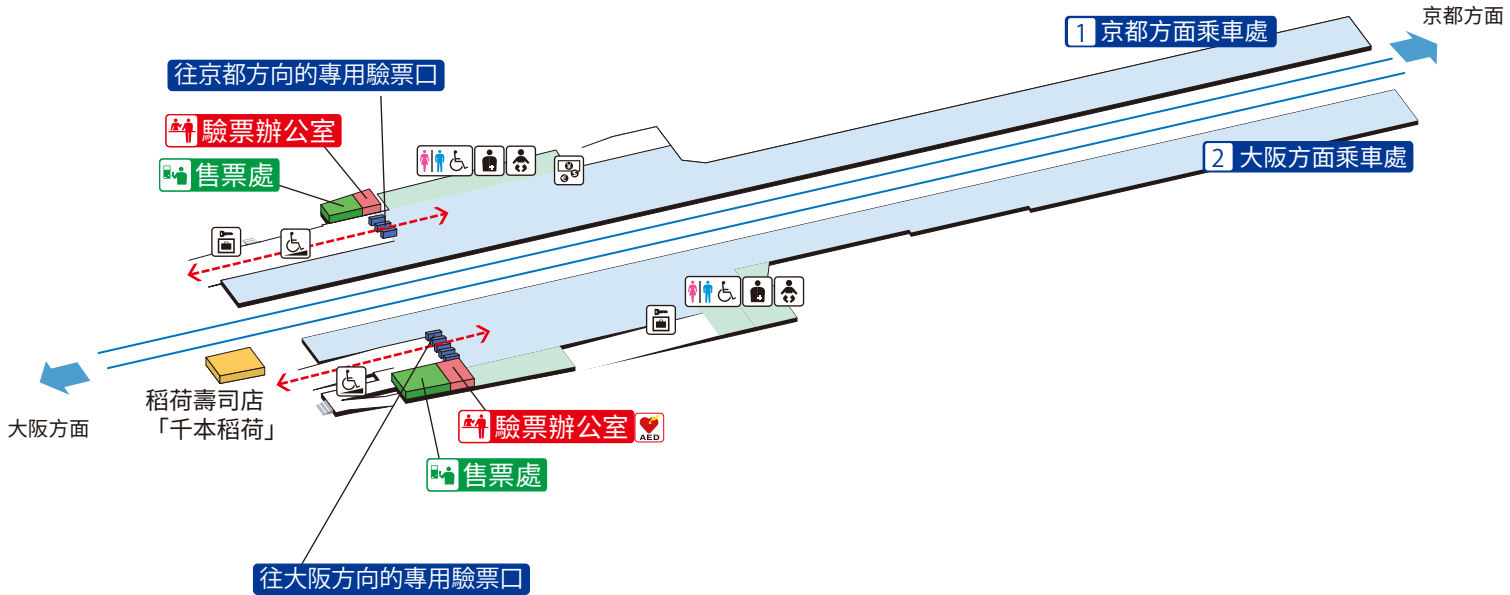 京都方面
1 京都方面乘車處
往京都方向的專用驗票口
驗票辦公室
售票處
2 大阪方面乘車處
稻荷壽司店
「千本稻荷」
大阪方面
驗票辦公室
AED
售票處
往大阪方向的專用驗票口